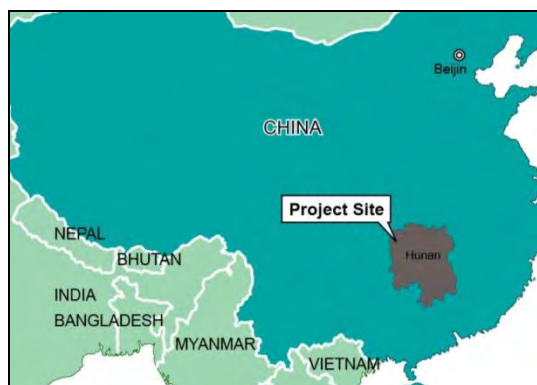 Beijin
CHINA
Project Site
Hunan
NEPAL
BHUTAN
INDIA
BANGLADESH
MYANMAR
VIETNAM